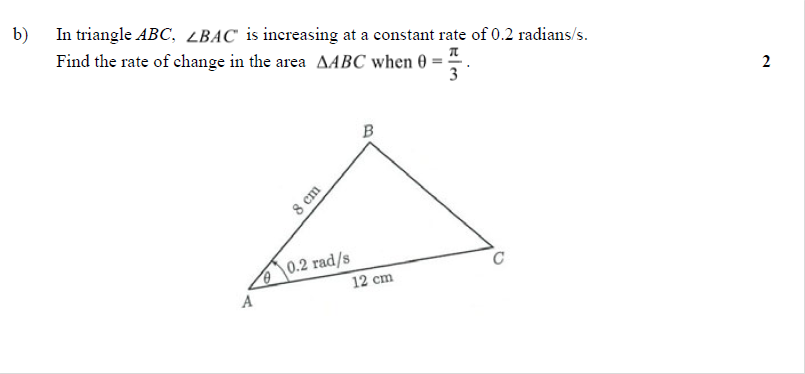 b) In triangle ABC, ∠BAC is increasing at a constant rate of 0.2 radians/s.
Find the rate of change in the area ΔABC when θ = π/3 .
2
B
8 cm
θ
0.2 rad/s
C
12 cm
A